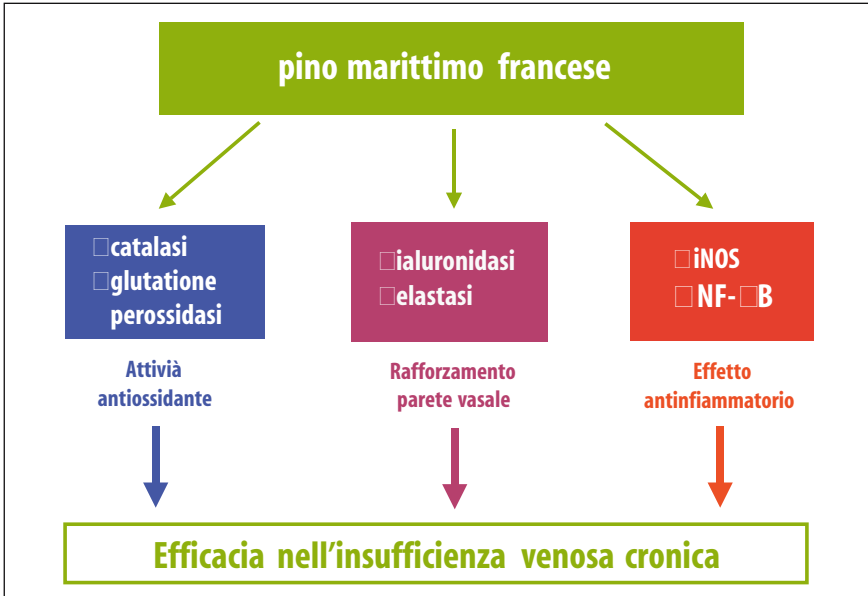 pino marittimo francese
□catalasi
□glutatione
perossidasi
□ialuronidasi
□elastasi
□iNOS
□NF-□B
Attivià
antiossidante
Rafforzamento
parete vasale
Effetto
antinfiammatorio
Efficacia nell’insufficienza venosa cronica